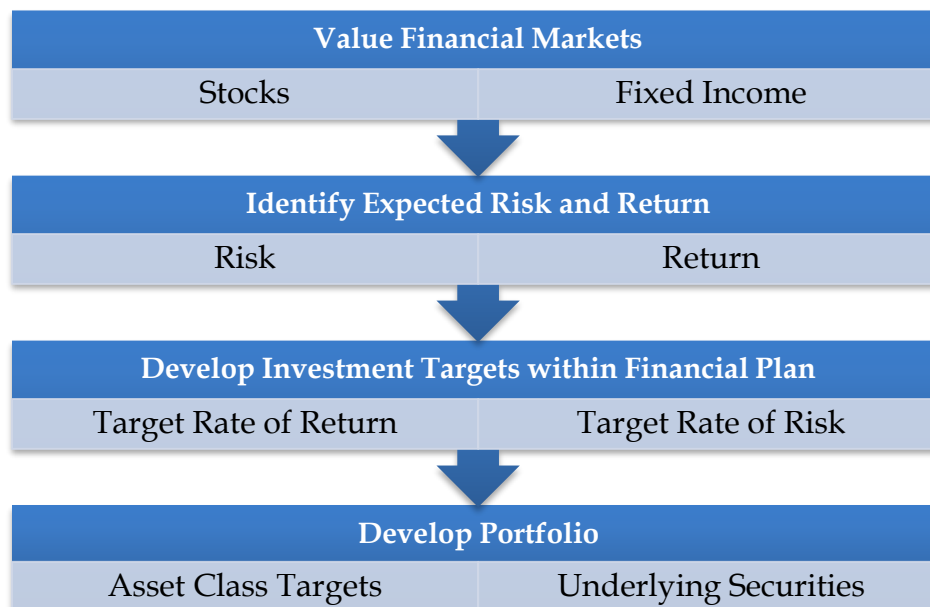 Value Financial Markets
Stocks
Fixed Income
Identify Expected Risk and Return
Risk
Return
Develop Investment Targets within Financial Plan
Target Rate of Return
Target Rate of Risk
Develop Portfolio
Asset Class Targets
Underlying Securities